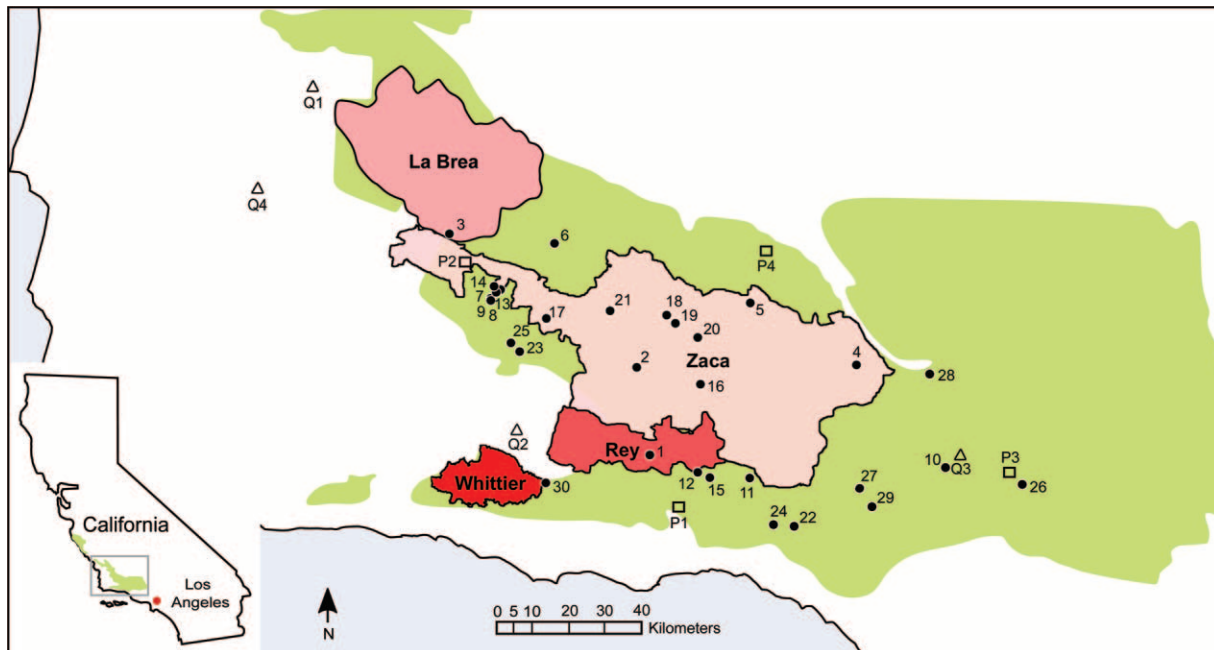 Q1
La Brea
Q4
3
6
P2
P4
14
7
13
9
8
17
21
18
19
5
20
25
23
2
Zaca
4
16
28
Q2
Rey
1
Whittier
30
12
15
11
27
10
Q3
P3
26
29
P1
24
22
California
Los
Angeles
N
0 5 10 20 30 40
Kilometers